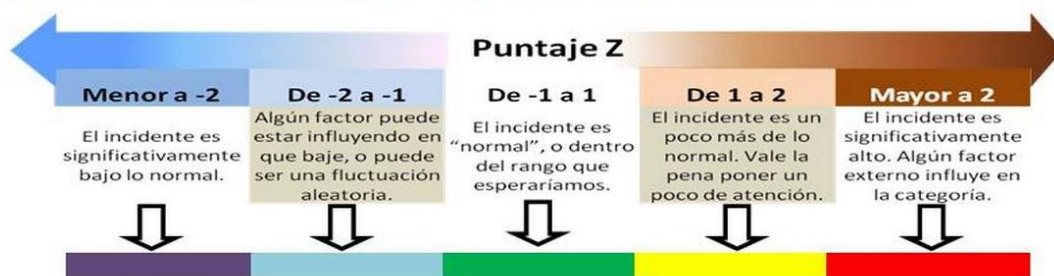 Puntaje Z
Menor a -2
El incidente es
significativamente
bajo lo normal.
De -2 a -1
Algún factor puede
estar influyendo en
que baje, o puede
ser una fluctuación
aleatoria.
De -1 a 1
El incidente es
“normal”, o dentro
del rango que
esperaríamos.
De 1 a 2
El incidente es un
poco más de lo
normal. Vale la
pena poner un
poco de atención.
Mayor a 2
El incidente es
significativamente
alto. Algún factor
externo influye en
la categoría.